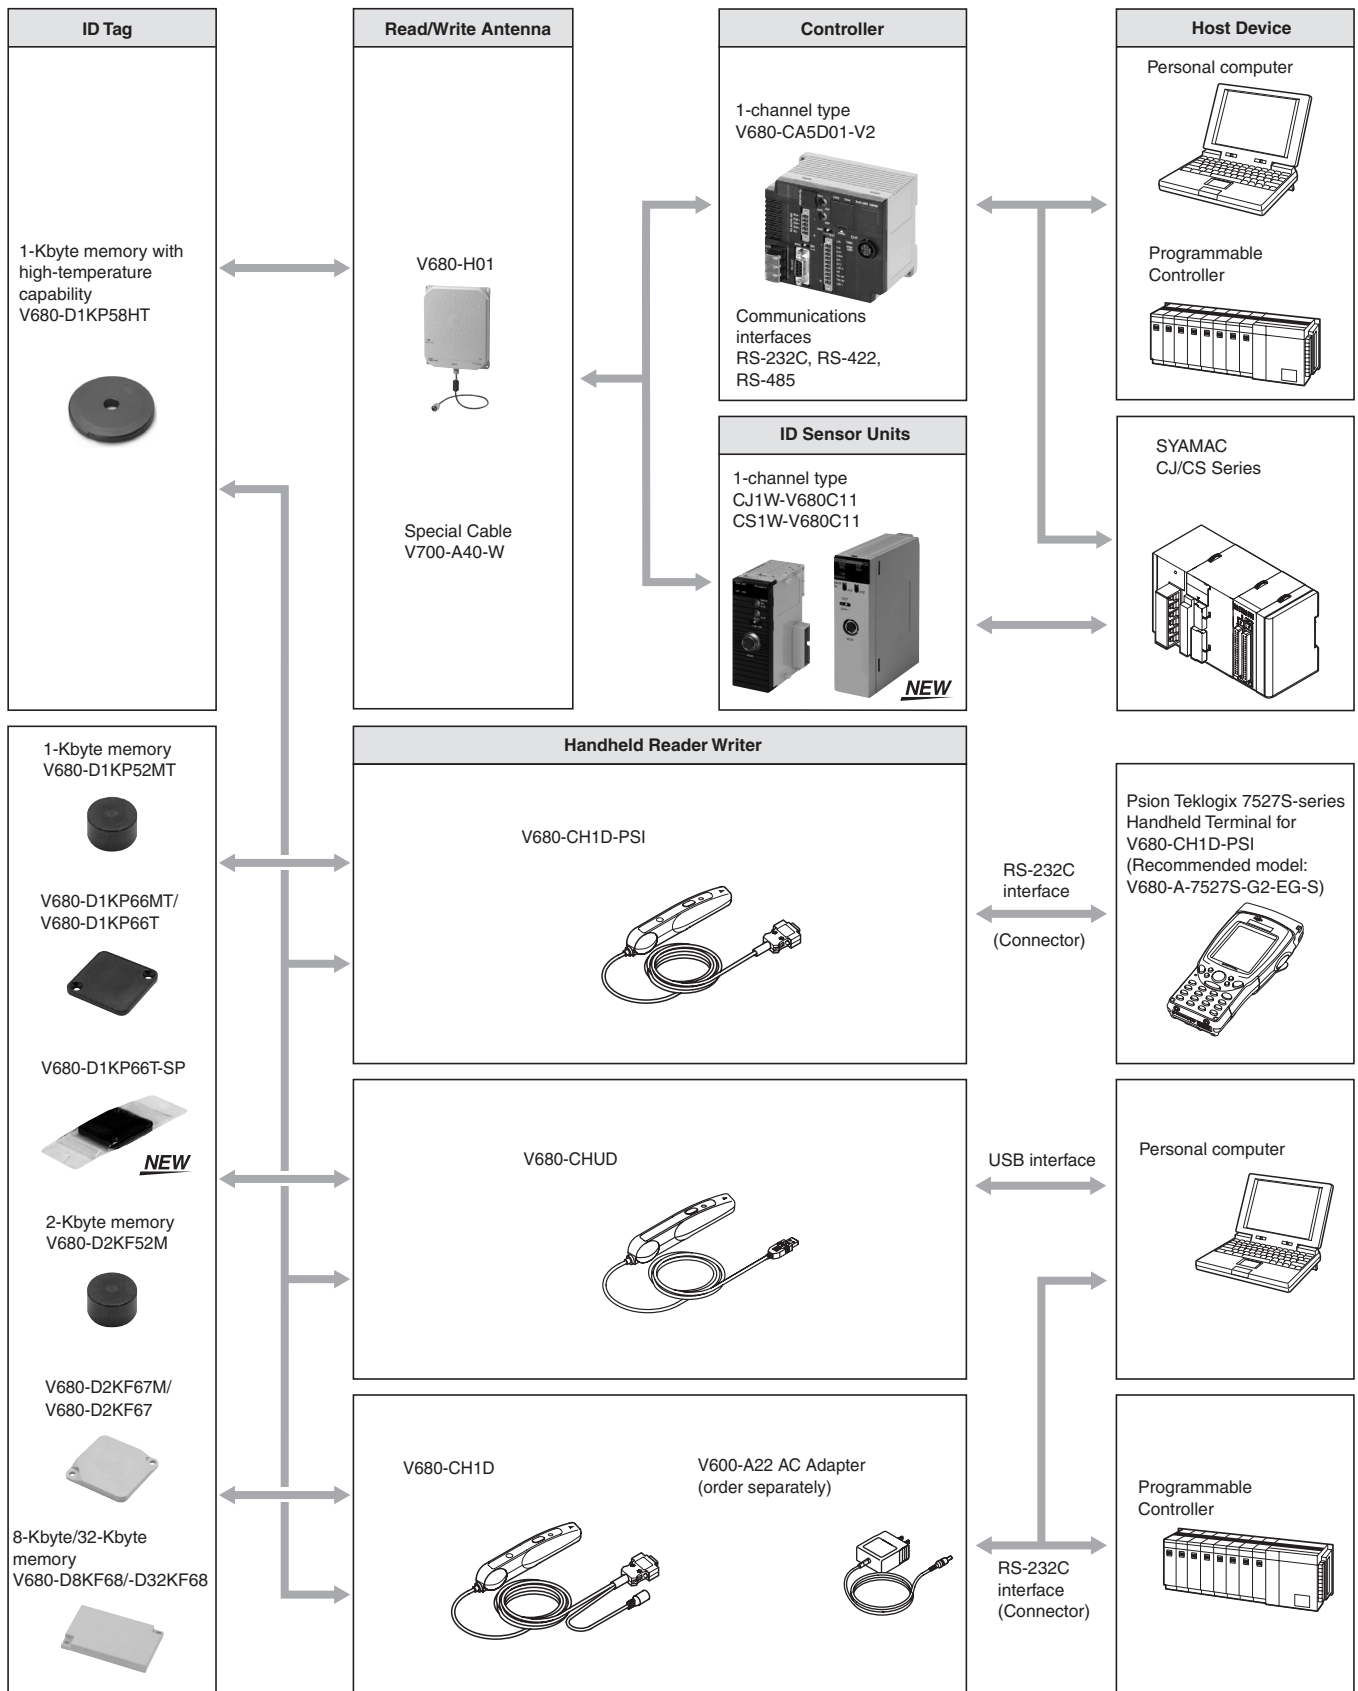 ID Tag
Read/Write Antenna
Controller
Host Device
1-Kbyte memory with
high-temperature
capability
V680-D1KP58HT
V680-H01
Special Cable
V700-A40-W
1-channel type
V680-CA5D01-V2
Communications
interfaces
RS-232C, RS-422,
RS-485
ID Sensor Units
1-channel type
CJ1W-V680C11
CS1W-V680C11
NEW
Personal computer
Programmable
Controller
SYAMAC
CJ/CS Series
1-Kbyte memory
V680-D1KP52MT
V680-D1KP66MT/
V680-D1KP66T
V680-D1KP66T-SP
NEW
2-Kbyte memory
V680-D2KF52M
V680-D2KF67M/
V680-D2KF67
8-Kbyte/32-Kbyte
memory
V680-D8KF68/-D32KF68
Handheld Reader Writer
V680-CH1D-PSI
RS-232C
interface
(Connector)
Psion Teklogix 7527S-series
Handheld Terminal for
V680-CH1D-PSI
(Recommended model:
V680-A-7527S-G2-EG-S)
V680-CHUD
USB interface
Personal computer
V680-CH1D
V600-A22 AC Adapter
(order separately)
RS-232C
interface
(Connector)
Programmable
Controller